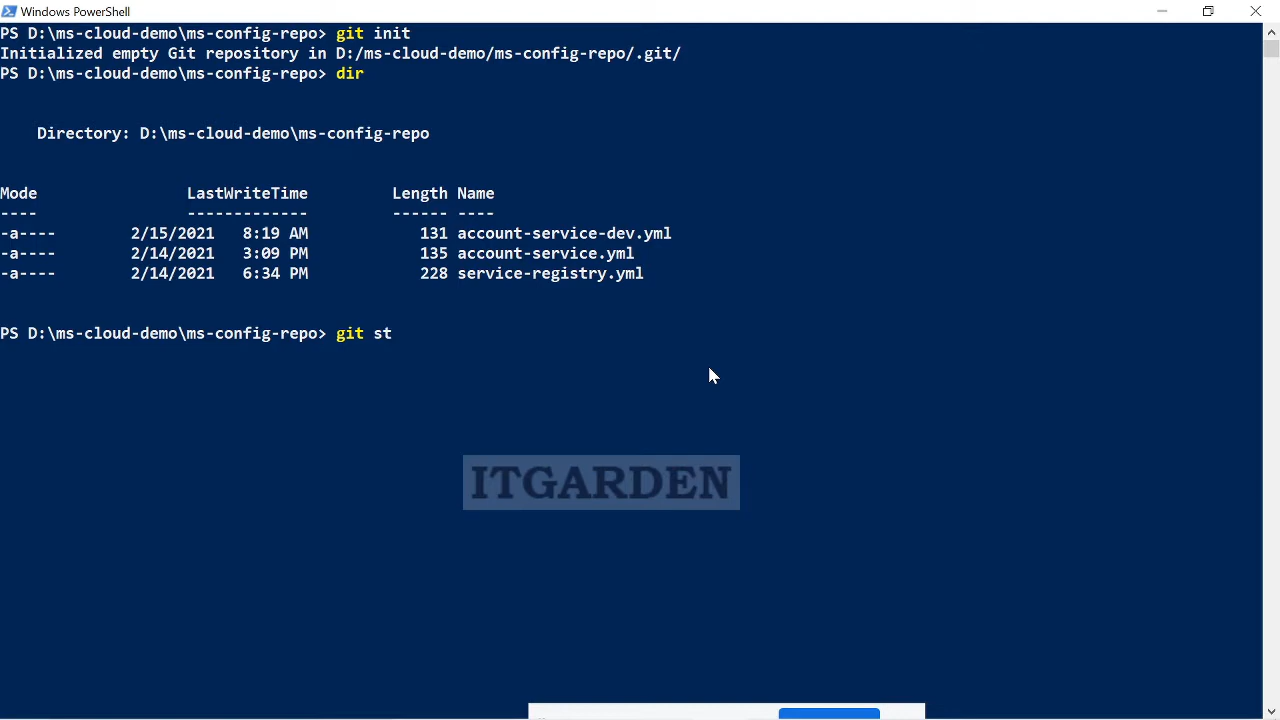 Windows PowerShell
PS D:\ms-cloud-demo\ms-config-repo> git init
Initialized empty Git repository in D:/ms-cloud-demo/ms-config-repo/.git/
PS D:\ms-cloud-demo\ms-config-repo> dir
Directory: D:\ms-cloud-demo\ms-config-repo
Mode LastWriteTime Length Name
---- ------------- ------ ----
-a---- 2/15/2021 8:19 AM 131 account-service-dev.yml
-a---- 2/14/2021 3:09 PM 135 account-service.yml
-a---- 2/14/2021 6:34 PM 228 service-registry.yml
PS D:\ms-cloud-demo\ms-config-repo> git st
ITGARDEN